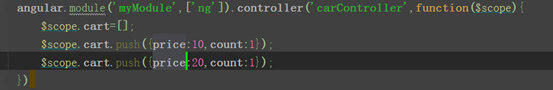 angular.module('myModule',['ng']).controller('carController',function($scope){
$scope.cart=[];
$scope.cart.push({price:10,count:1});
$scope.cart.push({price:20,count:1});
})